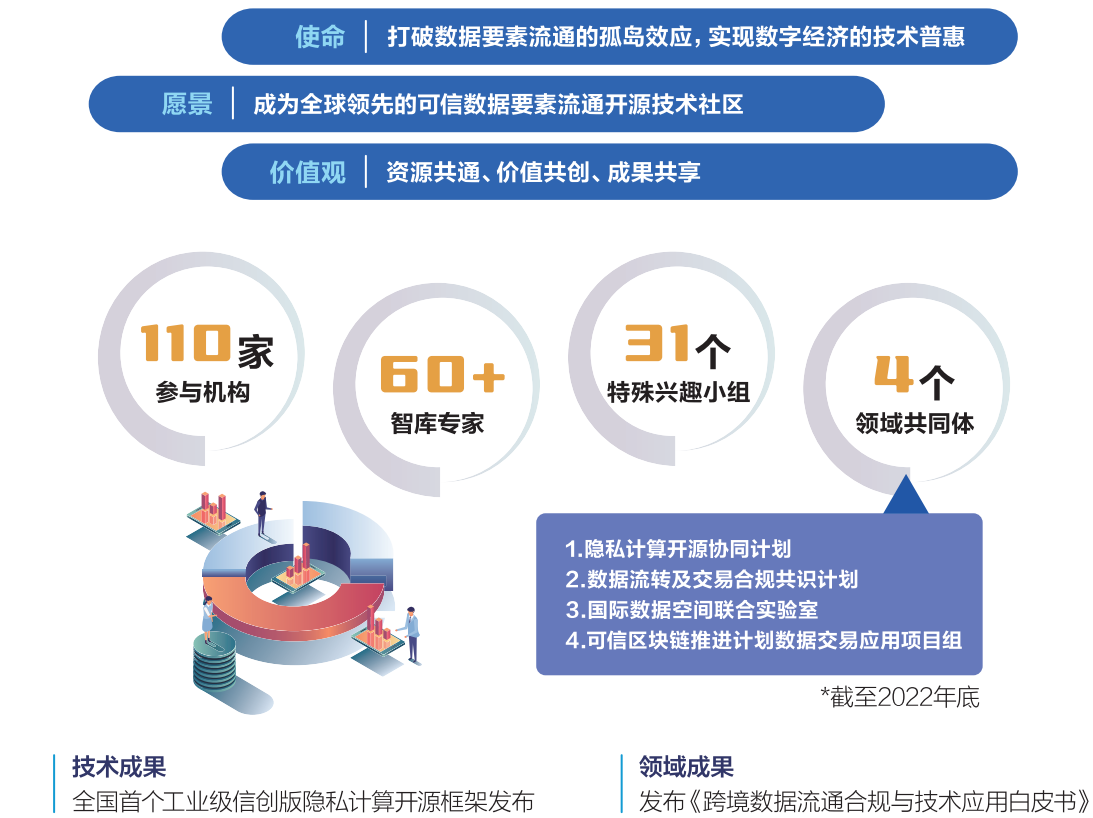 使命 打破数据要素流通的孤岛效应，实现数字经济的技术普惠
愿景 成为全球领先的可信数据要素流通开源技术社区
价值观 资源共通、价值共创、成果共享
110家
参与机构
60+
智库专家
31个
特殊兴趣小组
4个
领域共同体
1.隐私计算开源协同计划
2.数据流转及交易合规共识计划
3.国际数据空间联合实验室
4.可信区块链推进计划数据交易应用项目组
*截至2022年底
技术成果
全国首个工业级信创版隐私计算开源框架发布
领域成果
发布《跨境数据流通合规与技术应用白皮书》